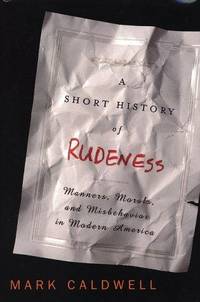 A
SHORT HISTORY
of
RUDENESS
Manners, Morals,
and Misbehavior
in Modern America
MARK CALDWELL